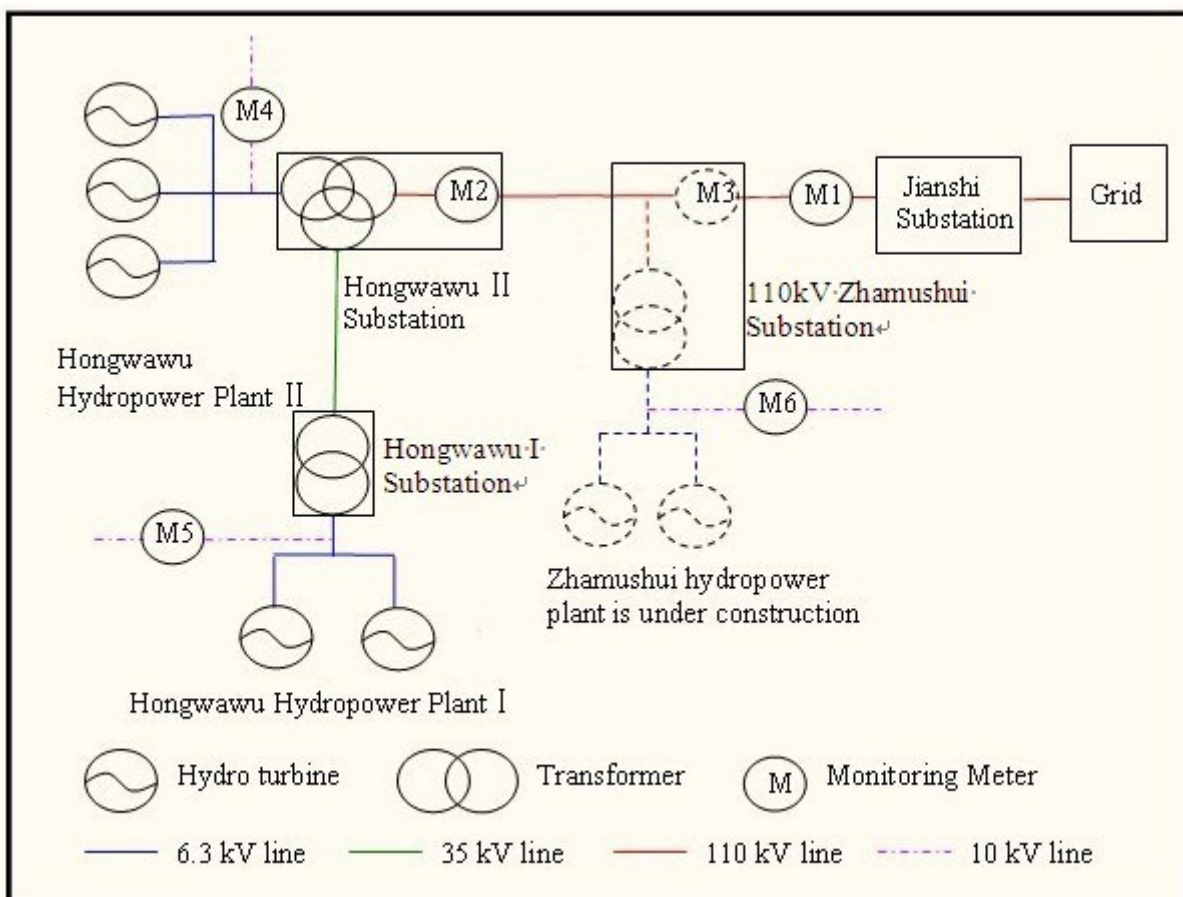 M4
M2
M3
M1
Jianshi
Substation
Grid
Hongwawu Ⅱ
Substation
110kV·Zhamushui·
Substation↵
Hongwawu
Hydropower Plant Ⅱ
M6
Hongwawu·I·
Substation↵
M5
Zhamushui hydropower
plant is under construction
Hongwawu Hydropower Plant Ⅰ
Hydro turbine
Transformer
M
Monitoring Meter
6.3 kV line
35 kV line
110 kV line
10 kV line